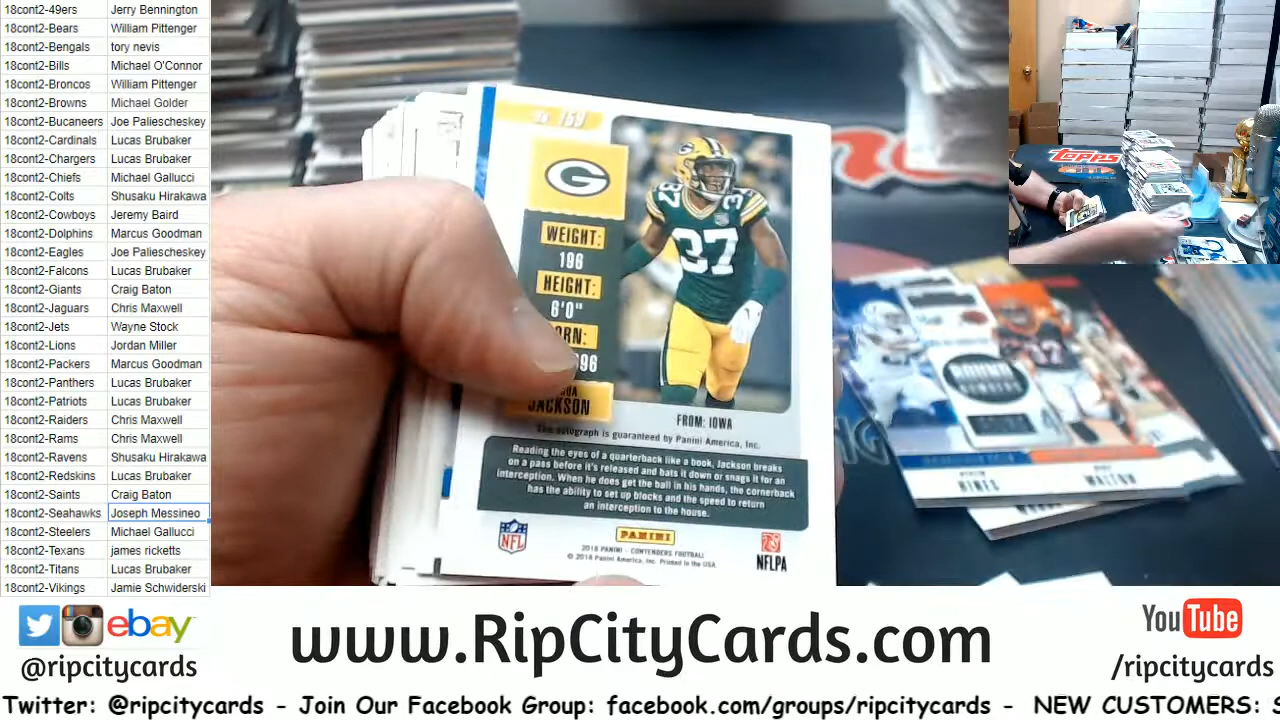 18cont2-49ers Jerry Bennington
18cont2-Bears William Pittenger
18cont2-Bengals tory nevis
18cont2-Bills Michael O'Connor
18cont2-Broncos William Pittenger
18cont2-Browns Michael Golder
18cont2-Bucaneers Joe Paliescheskey
18cont2-Cardinals Lucas Brubaker
18cont2-Chargers Lucas Brubaker
18cont2-Chiefs Michael Gallucci
18cont2-Colts Shusaku Hirakawa
18cont2-Cowboys Jeremy Baird
18cont2-Dolphins Marcus Goodman
18cont2-Eagles Joe Paliescheskey
18cont2-Falcons Lucas Brubaker
18cont2-Giants Craig Baton
18cont2-Jaguars Chris Maxwell
18cont2-Jets Wayne Stock
18cont2-Lions Jordan Miller
18cont2-Packers Marcus Goodman
18cont2-Panthers Lucas Brubaker
18cont2-Patriots Lucas Brubaker
18cont2-Raiders Chris Maxwell
18cont2-Rams Chris Maxwell
18cont2-Ravens Shusaku Hirakawa
18cont2-Redskins Lucas Brubaker
18cont2-Saints Craig Baton
18cont2-Seahawks Joseph Messineo
18cont2-Steelers Michael Gallucci
18cont2-Texans james ricketts
18cont2-Titans Lucas Brubaker
18cont2-Vikings Jamie Schwiderski
No. 159
G
WEIGHT:
196
HEIGHT:
6'0"
JACKSON
37
37
FROM: IOWA
The autograph is guaranteed by Panini America, Inc.
Reading the eyes of a quarterback like a book, Jackson breaks
on a pass before it's released and bats it down or snags it for an
interception. When he does get the ball in his hands, the cornerback
has the ability to set up blocks and the speed to return
an interception to the house.
NFL
PANINI
NFLPA
2018 PANINI - CONTENDERS FOOTBALL
© 2018 Panini America, Inc. Printed in the USA.
ROUND
NUMBERS
HINES
WALTON
topps
ebay
@ripcitycards
www.RipCityCards.com
YouTube
/ripcitycards
Twitter: @ripcitycards - Join Our Facebook Group: facebook.com/groups/ripcitycards - NEW CUSTOMERS: